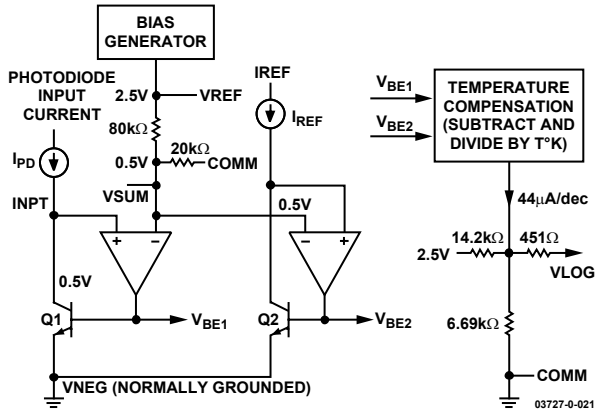 BIAS
GENERATOR
PHOTODIODE
INPUT
CURRENT
2.5V
VREF
IREF
80kΩ
IREF
20kΩ
IPD
0.5V
COMM
VSUM
INPT
0.5V
+
–
–
+
0.5V
Q1
VBE1
Q2
VBE2
VNEG (NORMALLY GROUNDED)
VBE1
VBE2
TEMPERATURE
COMPENSATION
(SUBTRACT AND
DIVIDE BY T°K)
44µA/dec
14.2kΩ
451Ω
2.5V
VLOG
6.69kΩ
COMM
03727-0-021